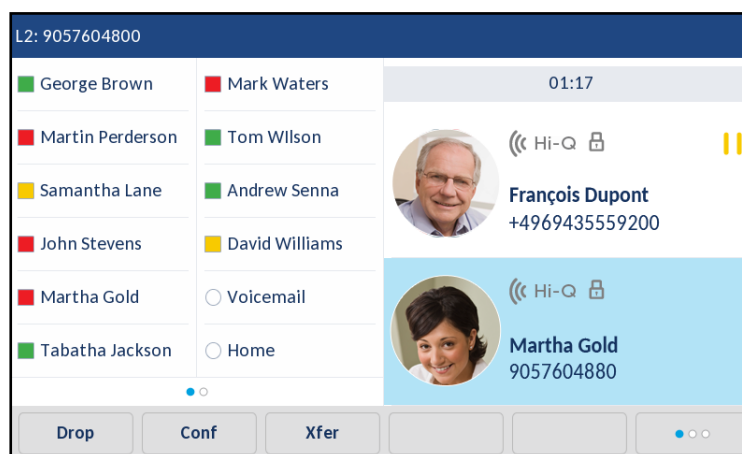 L2: 9057604800
George Brown
Mark Waters
Martin Perderson
Tom WIlson
Samantha Lane
Andrew Senna
John Stevens
David Williams
Martha Gold
Voicemail
Tabatha Jackson
Home
01:17
Hi-Q
François Dupont
+4969435559200
Hi-Q
Martha Gold
9057604880
Drop
Conf
Xfer